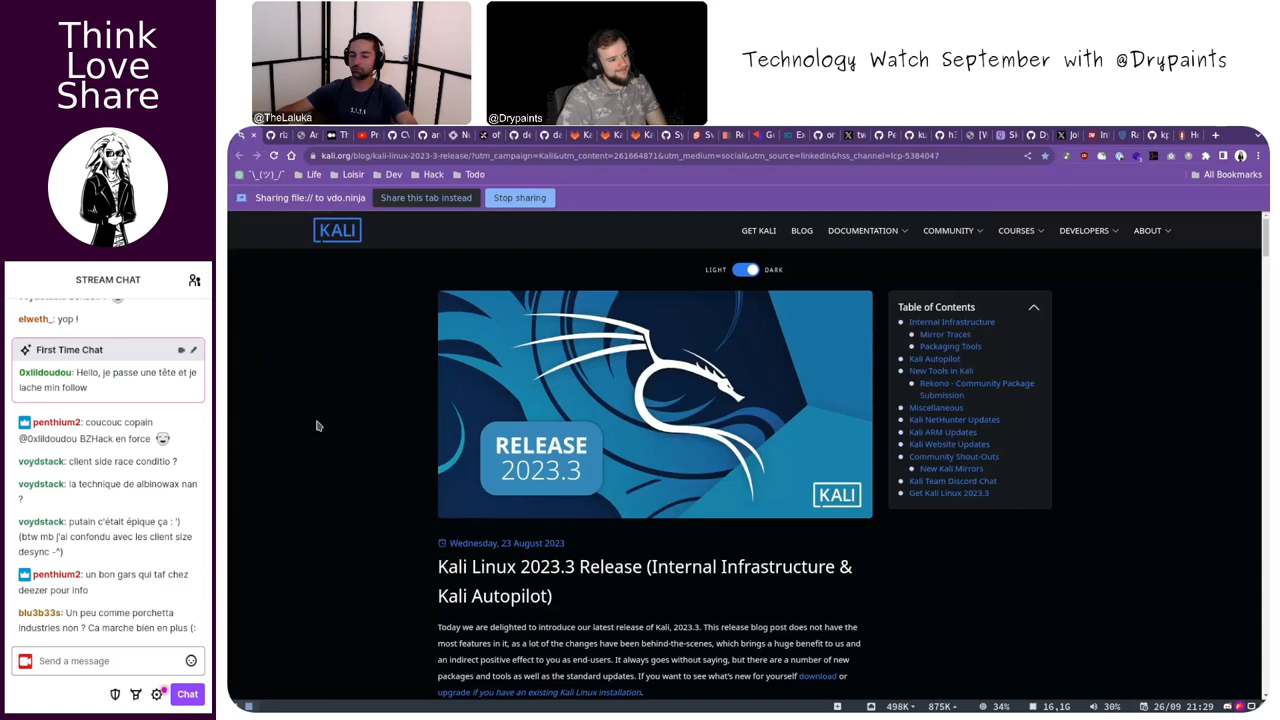 Think
Love
Share
@TheLaluka
@Drypaints
Technology Watch September with @Drypaints
kali.org/blog/kali-linux-2023-3-release/?utm_campaign=Kali&utm_content=261664871&utm_medium=social&utm_source=linkedin&hss_channel=lcp-5384047
¯\_(ツ)_/¯ Life Loisir Dev Hack Todo All Bookmarks
Sharing file:// to vdo.ninja Share this tab instead Stop sharing
KALI GET KALI BLOG DOCUMENTATION COMMUNITY COURSES DEVELOPERS ABOUT
LIGHT DARK
RELEASE
2023.3
KALI
Table of Contents
Internal Infrastructure
Mirror Traces
Packaging Tools
Kali Autopilot
New Tools in Kali
Rekono - Community Package
Submission
Miscellaneous
Kali NetHunter Updates
Kali ARM Updates
Kali Website Updates
Community Shout-Outs
New Kali Mirrors
Kali Team Discord Chat
Get Kali Linux 2023.3
Wednesday, 23 August 2023
Kali Linux 2023.3 Release (Internal Infrastructure &
Kali Autopilot)
Today we are delighted to introduce our latest release of Kali, 2023.3. This release blog post does not have the
most features in it, as a lot of the changes have been behind-the-scenes, which brings a huge benefit to us and
an indirect positive effect to you as end-users. It always goes without saying, but there are a number of new
packages and tools as well as the standard updates. If you want to see what's new for yourself download or
upgrade if you have an existing Kali Linux installation.
STREAM CHAT
elweth_: yop !
First Time Chat
0xlildoudou: Hello, je passe une tête et je
lache min follow
penthium2: coucouc copain
@0xlildoudou BZHack en force
voydstack: client side race conditio ?
voydstack: la technique de albinowax nan
?
voydstack: putain c'était épique ça : ')
(btw mb j'ai confondu avec les client size
desync -^)
penthium2: un bon gars qui taf chez
deezer pour info
blu3b33s: Un peu comme porchetta
industries non ? Ca marche bien en plus (:
Send a message
Chat
498K 875K 34% 16,1G 30% 26/09 21:29